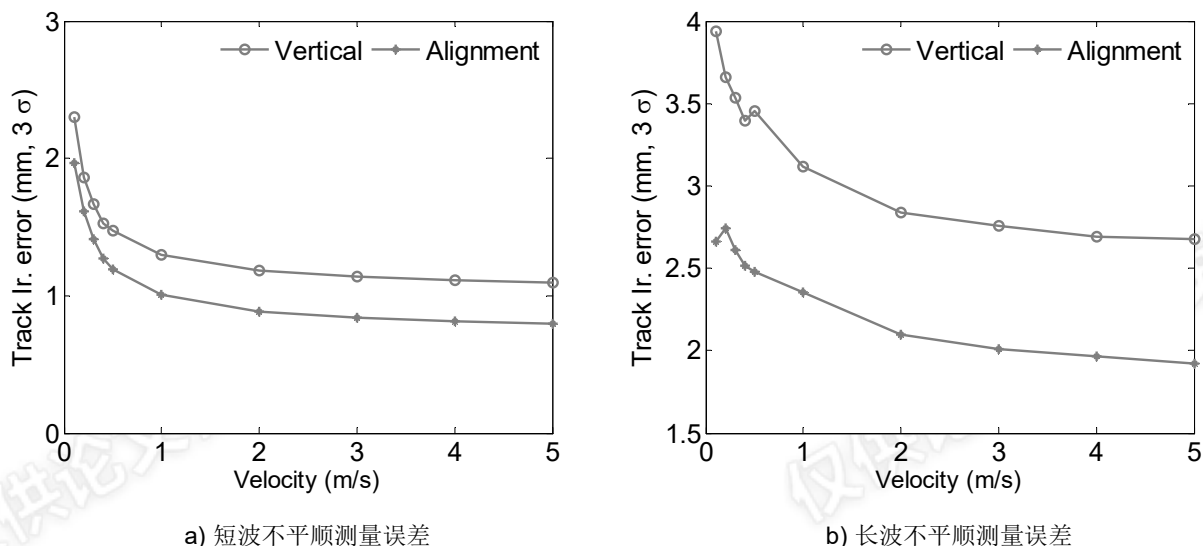 3
2
1
0
0 1 2 3 4 5
Track Ir. error (mm, 3 σ)
Velocity (m/s)
Vertical
Alignment
a) 短波不平顺测量误差
4
3.5
3
2.5
2
1.5
0 1 2 3 4 5
Track Ir. error (mm, 3 σ)
Velocity (m/s)
Vertical
Alignment
b) 长波不平顺测量误差